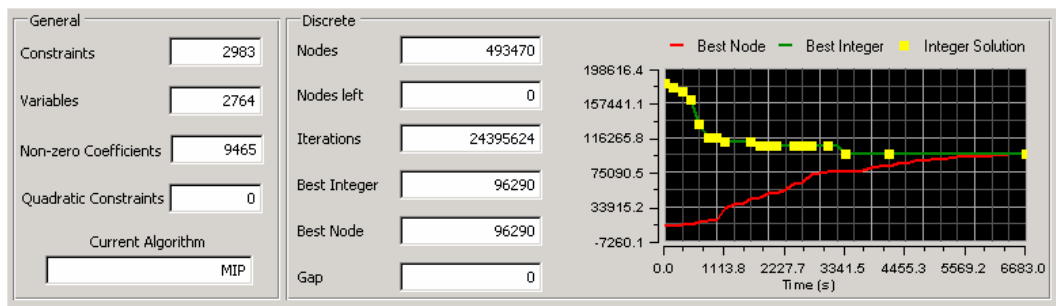 General
Constraints 2983
Variables 2764
Non-zero Coefficients 9465
Quadratic Constraints 0
Current Algorithm
MIP
Discrete
Nodes 493470
Nodes left 0
Iterations 24395624
Best Integer 96290
Best Node 96290
Gap 0
Best Node Best Integer Integer Solution
198616.4
157441.1
116265.8
75090.5
33915.2
-7260.1
0.0 1113.8 2227.7 3341.5 4455.3 5569.2 6683.0
Time (s)